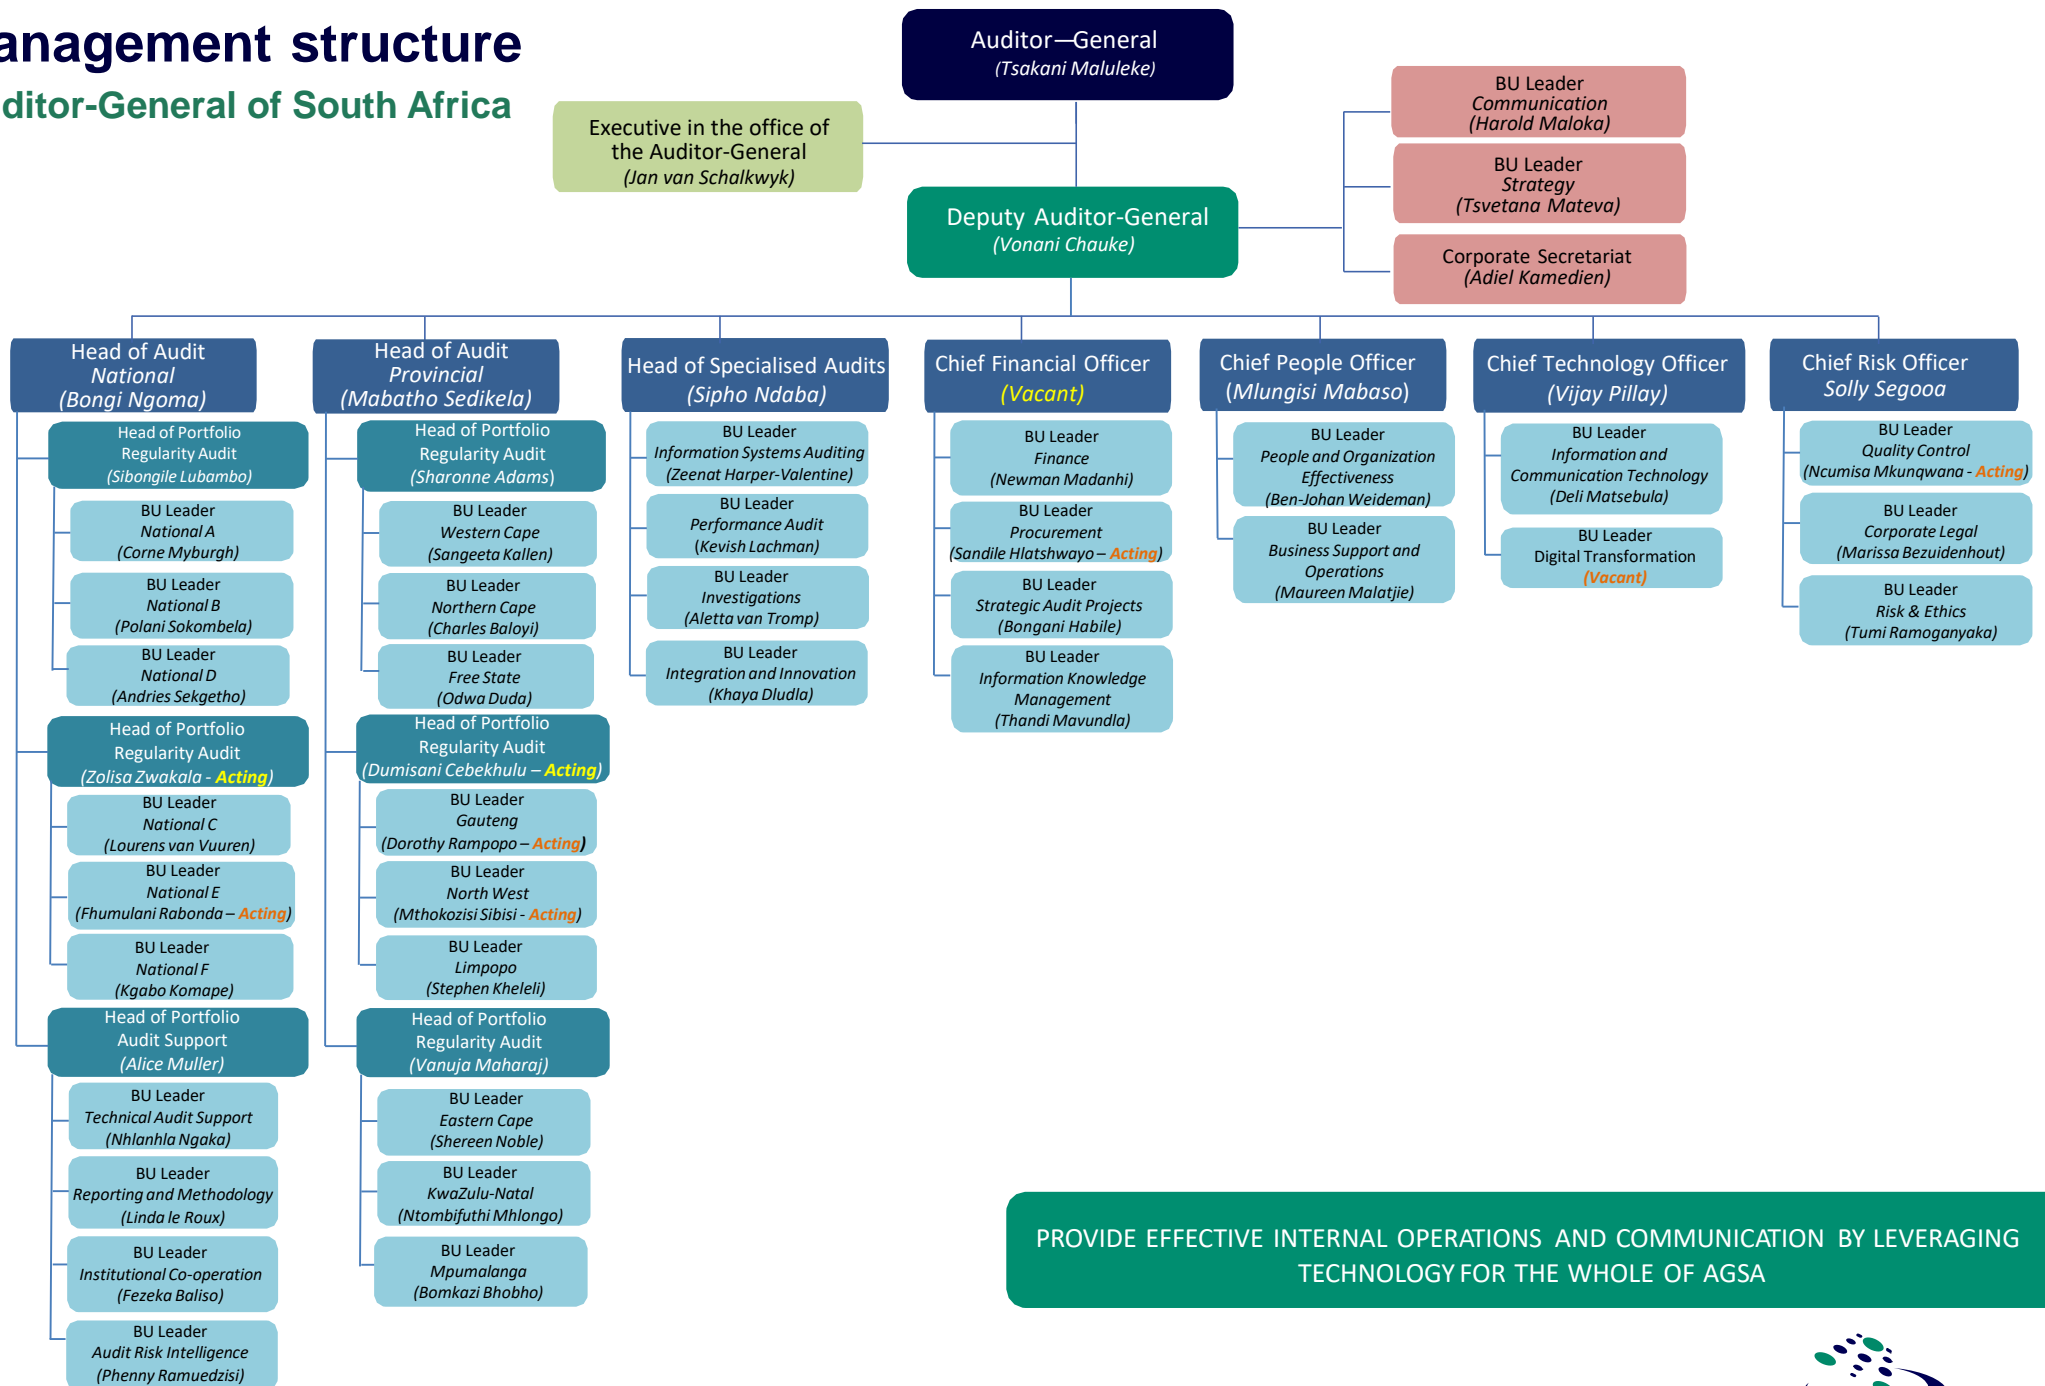 anagement structure
ditor-General of South Africa
Auditor—General
(Tsakani Maluleke)
Executive in the office of
the Auditor-General
(Jan van Schalkwyk)
Deputy Auditor-General
(Vonani Chauke)
BU Leader
Communication
(Harold Maloka)
BU Leader
Strategy
(Tsvetana Mateva)
Corporate Secretariat
(Adiel Kamedien)
Head of Audit
National
(Bongi Ngoma)
Head of Portfolio
Regularity Audit
(Sibongile Lubambo)
BU Leader
National A
(Corne Myburgh)
BU Leader
National B
(Polani Sokombela)
BU Leader
National D
(Andries Sekgetho)
Head of Portfolio
Regularity Audit
(Zolisa Zwakala - Acting)
BU Leader
National C
(Lourens van Vuuren)
BU Leader
National E
(Fhumulani Rabonda – Acting)
BU Leader
National F
(Kgabo Komape)
Head of Portfolio
Audit Support
(Alice Muller)
BU Leader
Technical Audit Support
(Nhlanhla Ngaka)
BU Leader
Reporting and Methodology
(Linda le Roux)
BU Leader
Institutional Co-operation
(Fezeka Baliso)
BU Leader
Audit Risk Intelligence
(Phenny Ramuedzisi)
Head of Audit
Provincial
(Mabatho Sedikela)
Head of Portfolio
Regularity Audit
(Sharonne Adams)
BU Leader
Western Cape
(Sangeeta Kallen)
BU Leader
Northern Cape
(Charles Baloyi)
BU Leader
Free State
(Odwa Duda)
Head of Portfolio
Regularity Audit
(Dumisani Cebekhulu – Acting)
BU Leader
Gauteng
(Dorothy Rampopo – Acting)
BU Leader
North West
(Mthokozisi Sibisi - Acting)
BU Leader
Limpopo
(Stephen Kheleli)
Head of Portfolio
Regularity Audit
(Vanuja Maharaj)
BU Leader
Eastern Cape
(Shereen Noble)
BU Leader
KwaZulu-Natal
(Ntombifuthi Mhlongo)
BU Leader
Mpumalanga
(Bomkazi Bhobho)
Head of Specialised Audits
(Sipho Ndaba)
BU Leader
Information Systems Auditing
(Zeenat Harper-Valentine)
BU Leader
Performance Audit
(Kevish Lachman)
BU Leader
Investigations
(Aletta van Tromp)
BU Leader
Integration and Innovation
(Khaya Dludla)
Chief Financial Officer
(Vacant)
BU Leader
Finance
(Newman Madanhi)
BU Leader
Procurement
(Sandile Hlatshwayo – Acting)
BU Leader
Strategic Audit Projects
(Bongani Habile)
BU Leader
Information Knowledge
Management
(Thandi Mavundla)
Chief People Officer
(Mlungisi Mabaso)
BU Leader
People and Organization
Effectiveness
(Ben-Johan Weideman)
BU Leader
Business Support and
Operations
(Maureen Malatjie)
Chief Technology Officer
(Vijay Pillay)
BU Leader
Information and
Communication Technology
(Deli Matsebula)
BU Leader
Digital Transformation
(Vacant)
Chief Risk Officer
Solly Segooa
BU Leader
Quality Control
(Ncumisa Mkunqwana - Acting)
BU Leader
Corporate Legal
(Marissa Bezuidenhout)
BU Leader
Risk & Ethics
(Tumi Ramoganyaka)
PROVIDE EFFECTIVE INTERNAL OPERATIONS AND COMMUNICATION BY LEVERAGING
TECHNOLOGY FOR THE WHOLE OF AGSA